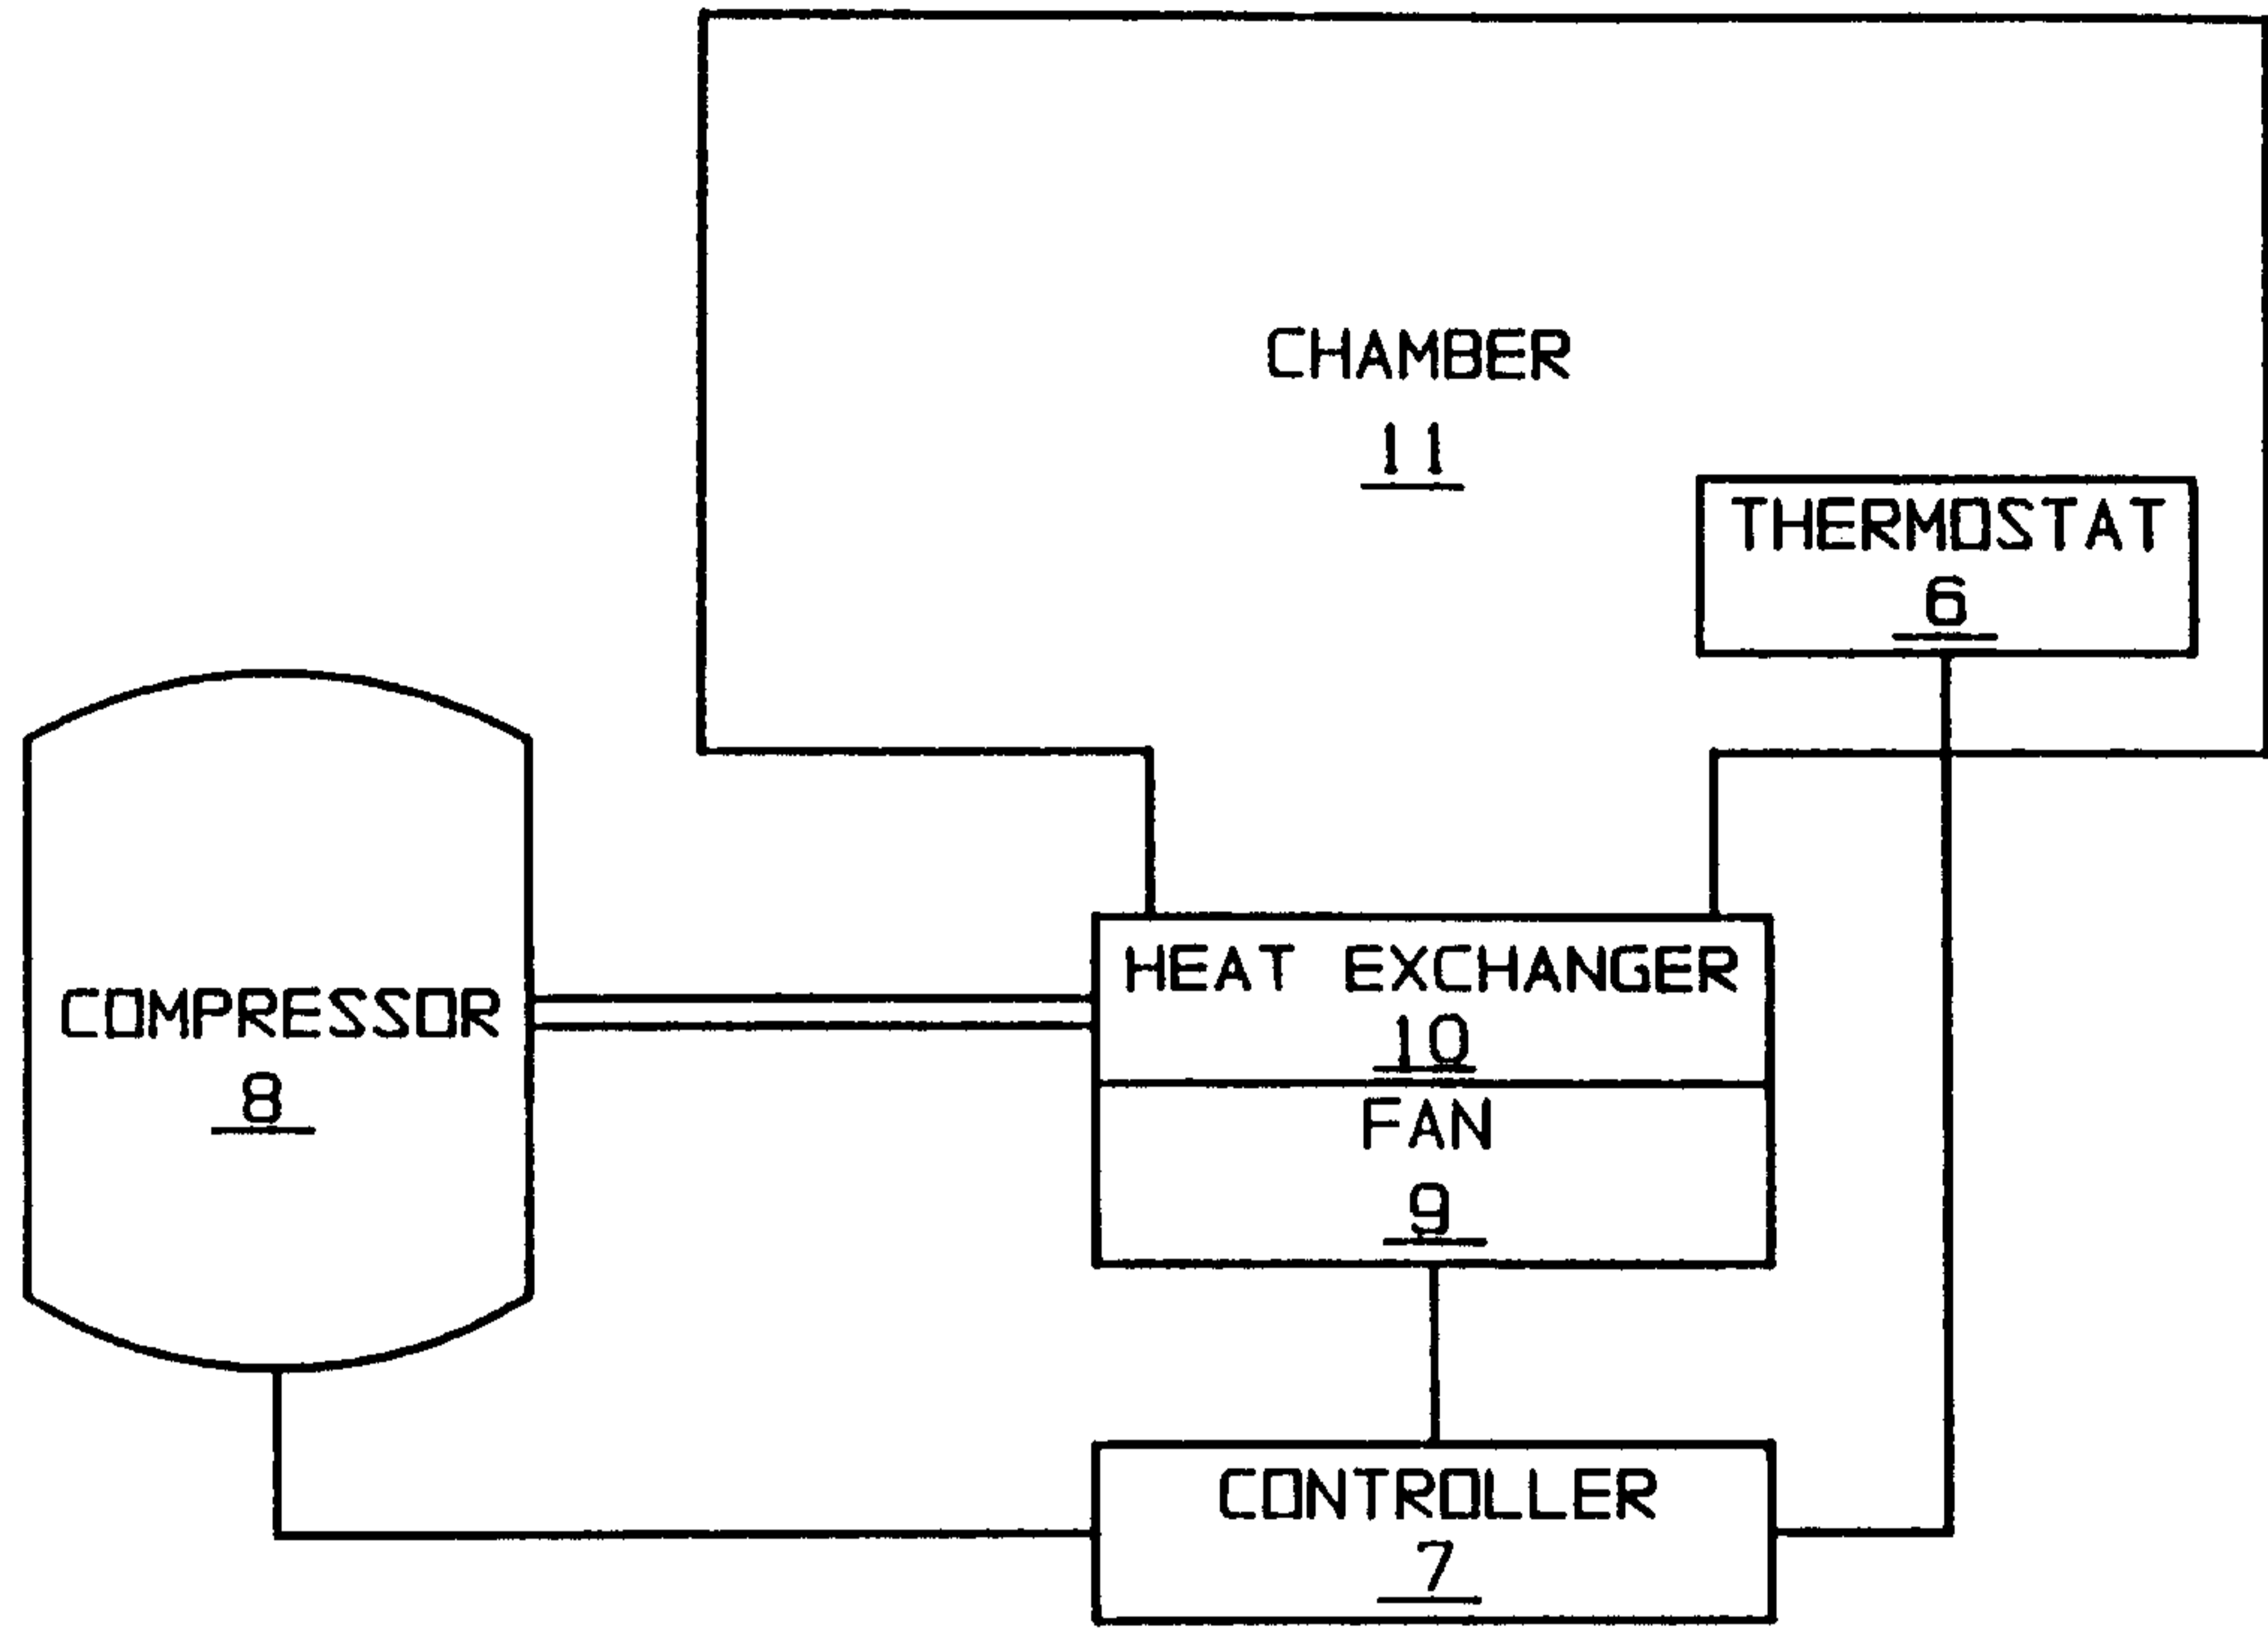 CHAMBER
11
THERMOSTAT
6
COMPRESSOR
8
HEAT EXCHANGER
10
FAN
9
CONTROLLER
7